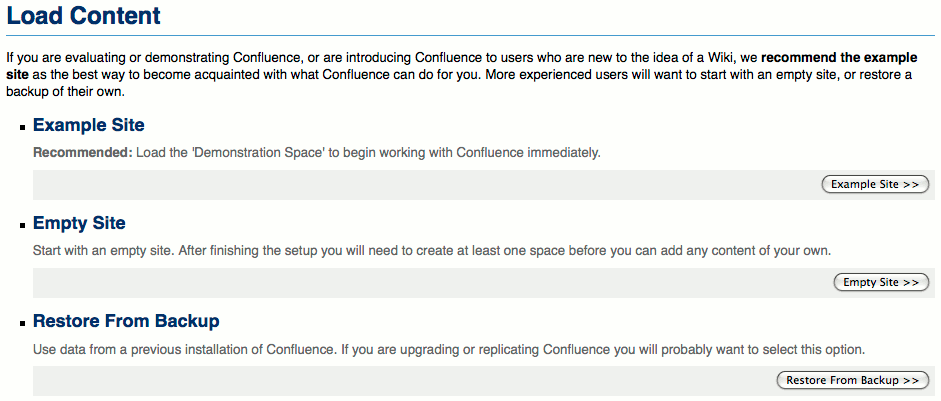 Load Content
If you are evaluating or demonstrating Confluence, or are introducing Confluence to users who are new to the idea of a Wiki, we recommend the example
site as the best way to become acquainted with what Confluence can do for you. More experienced users will want to start with an empty site, or restore a
backup of their own.
Example Site
Recommended: Load the 'Demonstration Space' to begin working with Confluence immediately.
Example Site >>
Empty Site
Start with an empty site. After finishing the setup you will need to create at least one space before you can add any content of your own.
Empty Site >>
Restore From Backup
Use data from a previous installation of Confluence. If you are upgrading or replicating Confluence you will probably want to select this option.
Restore From Backup >>